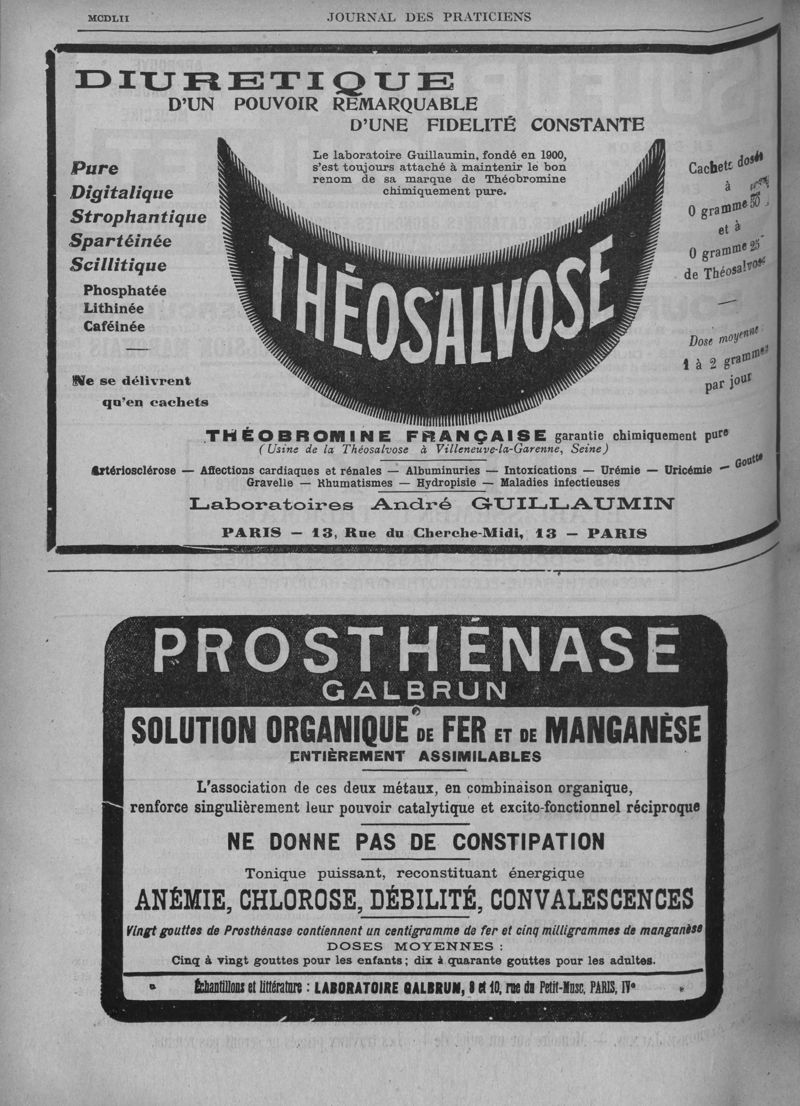 MCDLII
JOURNAL DES PRATICIENS
DIURETIQUE
D'UN POUVOIR REMARQUABLE
D'UNE FIDELITÉ CONSTANTE
Le laboratoire Guillaumin, fondé en 1900,
s'est toujours attaché à maintenir le bon
renom de sa marque de Théobromine
chimiquement pure.
Pure
Digitalique
Strophantique
Spartéinée
Scillitique
Phosphatée
Lithinée
Caféinée
Ne se délivrent
qu'en cachets
THÉOSALVOSE
Cachets dosés
à
0 gramme 50
et à
0 gramme 25
de Théosalvose
Dose moyenne
1 à 2 grammes
par jour
THÉOBROMINE FRANÇAISE garantie chimiquement pure
(Usine de la Théosalvose à Villeneuve-la-Garenne, Seine)
Artériosclérose — Affections cardiaques et rénales — Albuminuries — Intoxications — Urémie — Uricémie — Goutte
Gravelle — Rhumatismes — Hydropisie — Maladies infectieuses
Laboratoires André GUILLAUMIN
PARIS — 13, Rue du Cherche-Midi, 13 — PARIS
PROSTHÉNASE
GALBRUN
SOLUTION ORGANIQUE DE FER ET DE MANGANÈSE
ENTIÈREMENT ASSIMILABLES
L'association de ces deux métaux, en combinaison organique,
renforce singulièrement leur pouvoir catalytique et excito-fonctionnel réciproque
NE DONNE PAS DE CONSTIPATION
Tonique puissant, reconstituant énergique
ANÉMIE, CHLOROSE, DÉBILITÉ, CONVALESCENCES
Vingt gouttes de Prosthénase contiennent un centigramme de fer et cinq milligrammes de manganèse
DOSES MOYENNES :
Cinq à vingt gouttes pour les enfants ; dix à quarante gouttes pour les adultes.
Échantillons et littérature : LABORATOIRE GALBRUN, 8 et 10, rue du Petit-Musc, PARIS, IVe